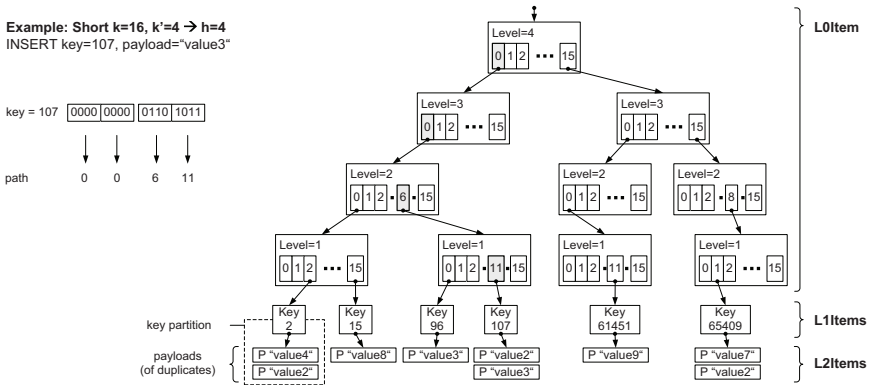 Example: Short k=16, k'=4 → h=4
INSERT key=107, payload="value3"
key = 107 0000 0000 0110 1011
path 0 0 6 11
L0Item
Level=4
0 1 2 ▪▪▪ 15
Level=3 Level=3
0 1 2 ▪▪▪ 15 0 1 2 ▪▪▪ 15
Level=2 Level=2 Level=2
0 1 2 ▪ 6 ▪ 15 0 1 2 ▪▪▪ 15 0 1 2 ▪ 8 ▪ 15
Level=1 Level=1 Level=1 Level=1
0 1 2 ▪▪▪ 15 0 1 2 ▪ 11 ▪ 15 0 1 2 ▪ 11 ▪ 15 0 1 2 ▪▪▪ 15
key partition
Key 2
Key 15
Key 96
Key 107
Key 61451
Key 65409
L1Items
payloads
(of duplicates)
P "value4" P "value8" P "value3" P "value2" P "value9" P "value7"
P "value2" P "value3" P "value2"
L2Items